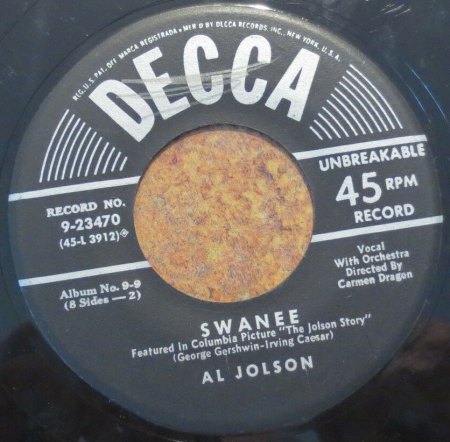 REG. U.S. PAT. OFF. MARCA REGISTRADA • MFR'D BY DECCA RECORDS, INC., NEW YORK, U.S.A.
DECCA
UNBREAKABLE
45 RPM
RECORD
RECORD NO.
9-23470
(45-L 3912)
Album No. 9-9
(8 Sides — 2)
Vocal
With Orchestra
Directed By
Carmen Dragon
SWANEE
Featured In Columbia Picture "The Jolson Story"
(George Gershwin-Irving Caesar)
AL JOLSON